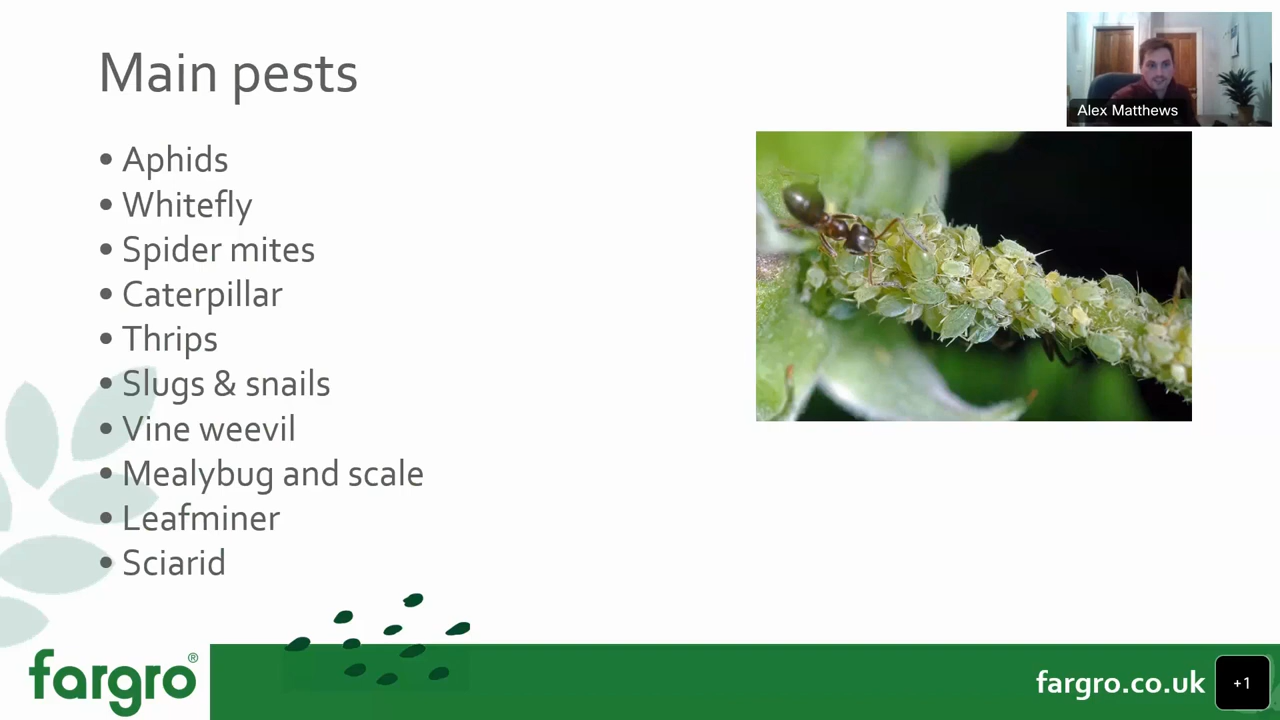 Main pests
Alex Matthews
• Aphids
• Whitefly
• Spider mites
• Caterpillar
• Thrips
• Slugs & snails
• Vine weevil
• Mealybug and scale
• Leafminer
• Sciarid
fargro®
fargro.co.uk
+1